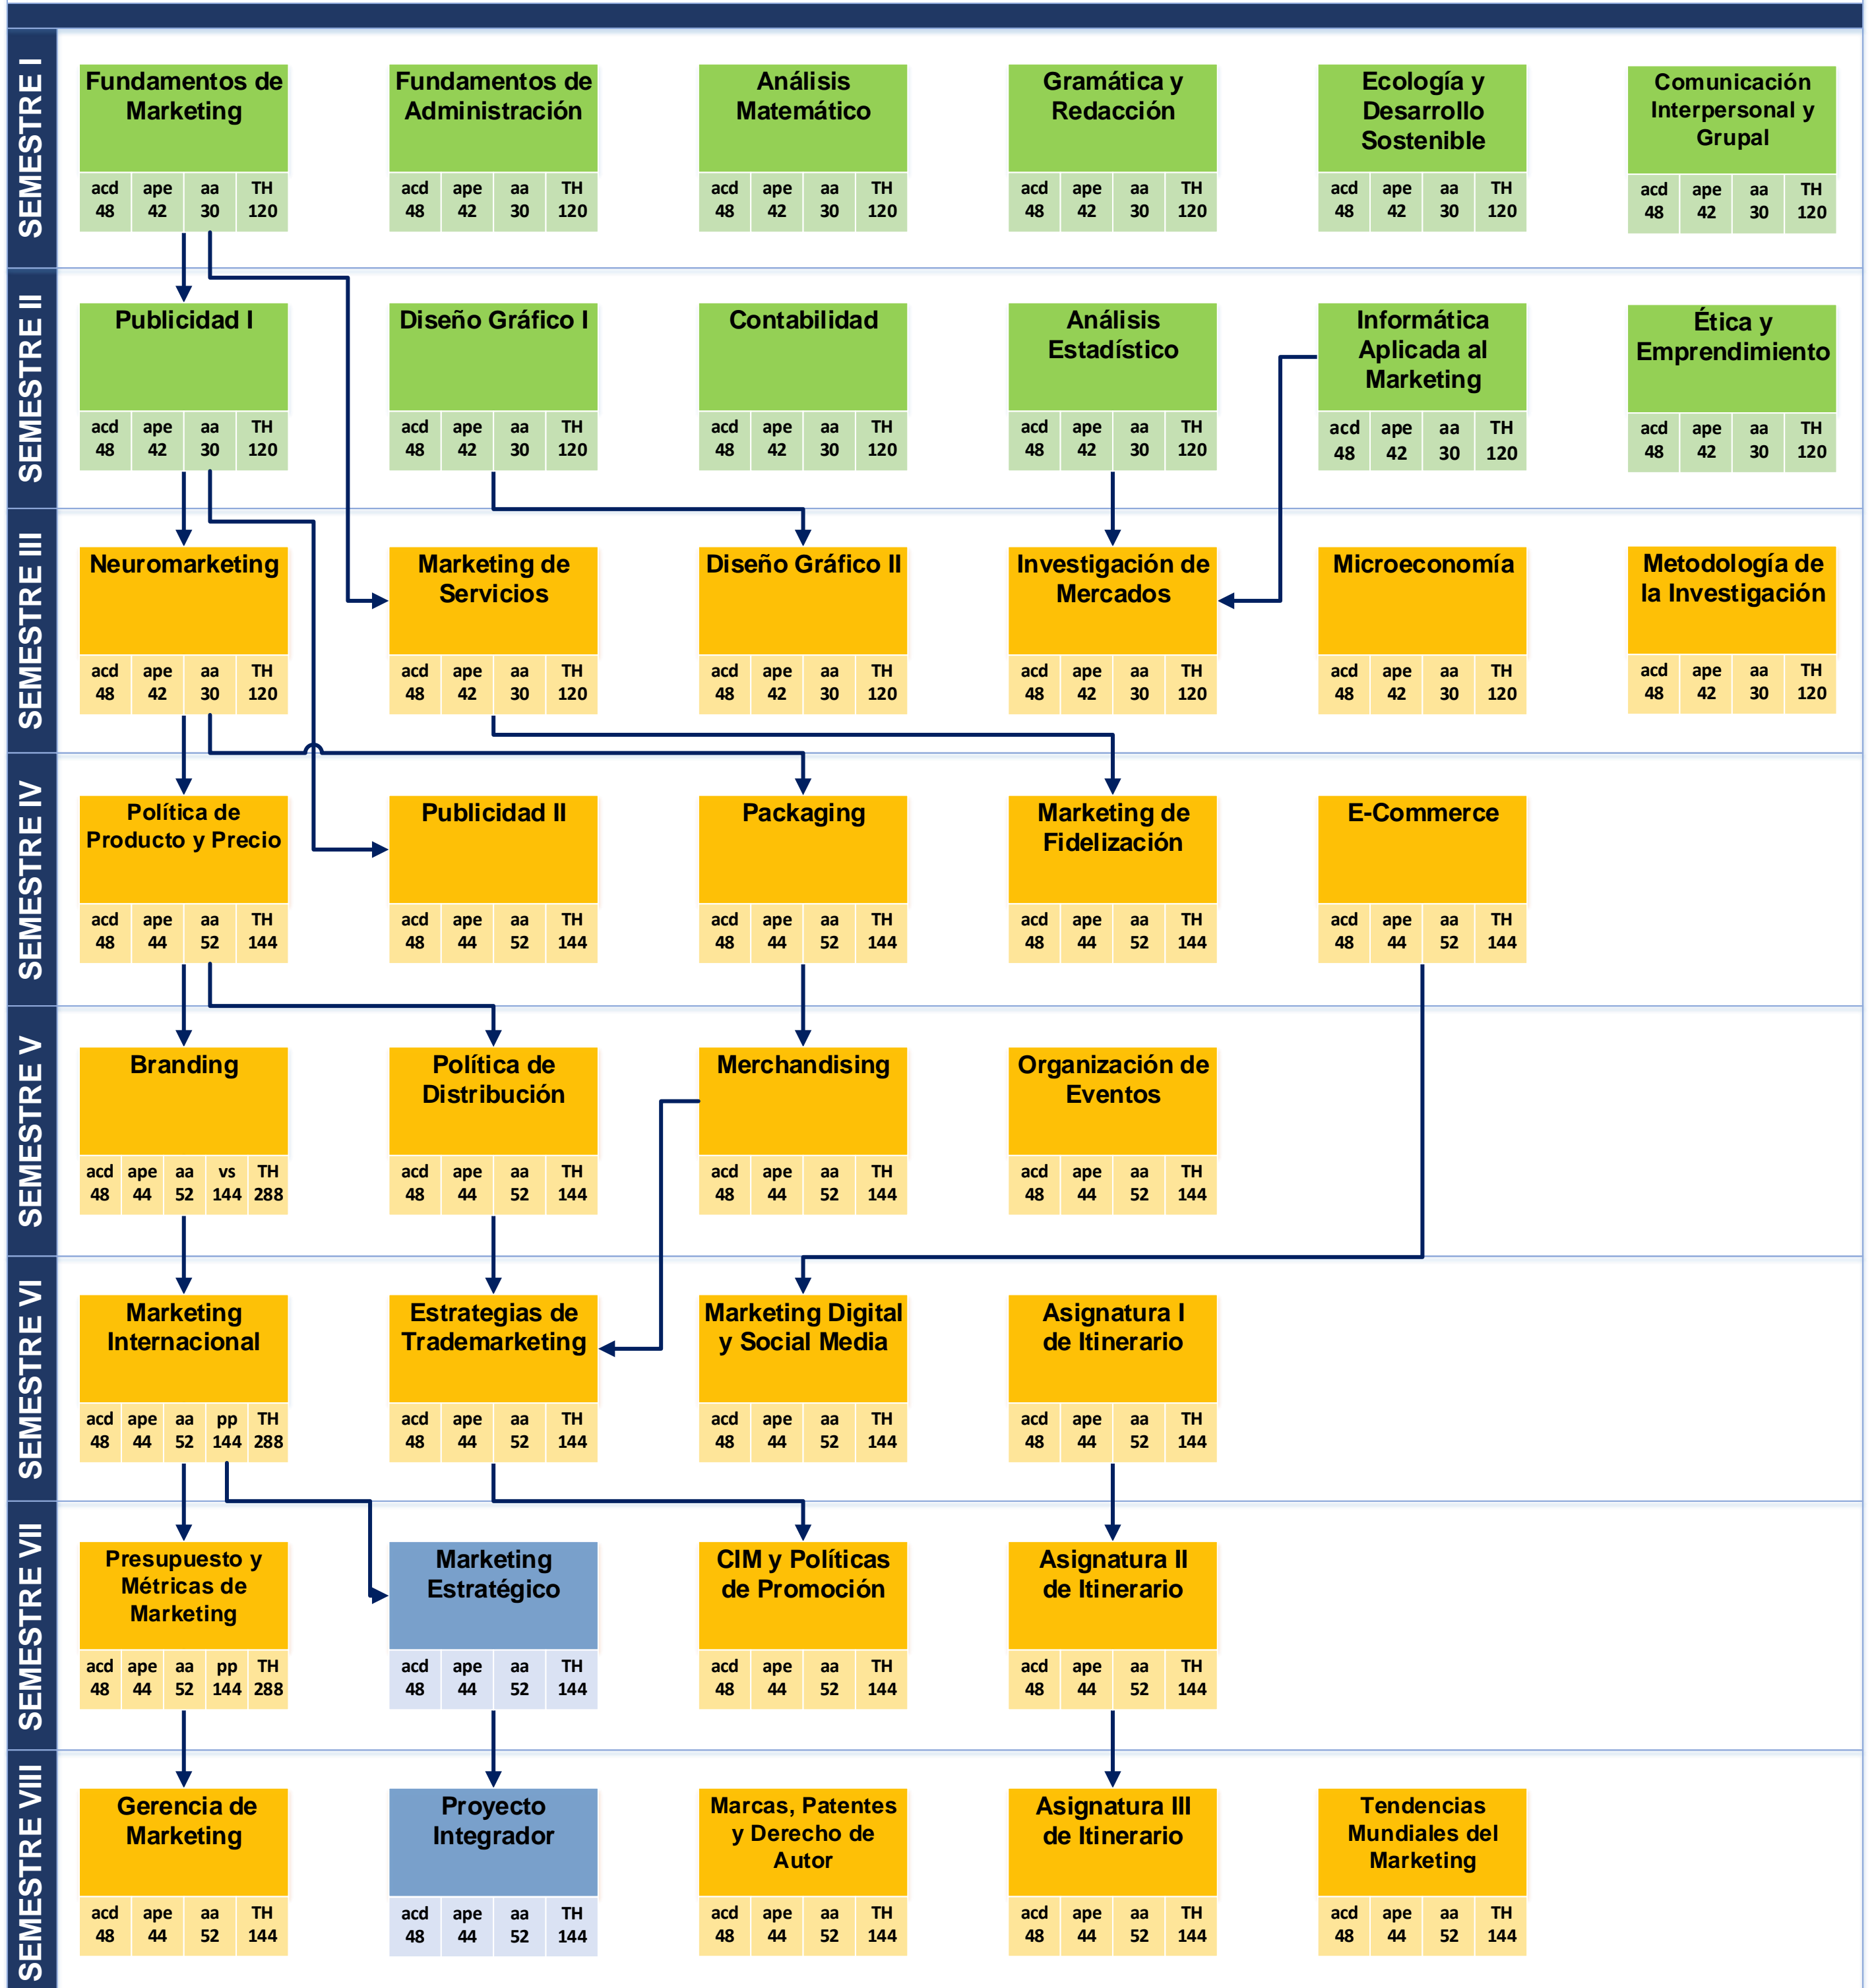 SEMESTRE I
Fundamentos de
Marketing
acd ape aa TH
48 42 30 120
Fundamentos de
Administración
acd ape aa TH
48 42 30 120
Análisis
Matemático
acd ape aa TH
48 42 30 120
Gramática y
Redacción
acd ape aa TH
48 42 30 120
Ecología y
Desarrollo
Sostenible
acd ape aa TH
48 42 30 120
Comunicación
Interpersonal y
Grupal
acd ape aa TH
48 42 30 120
SEMESTRE II
Publicidad I
acd ape aa TH
48 42 30 120
Diseño Gráfico I
acd ape aa TH
48 42 30 120
Contabilidad
acd ape aa TH
48 42 30 120
Análisis
Estadístico
acd ape aa TH
48 42 30 120
Informática
Aplicada al
Marketing
acd ape aa TH
48 42 30 120
Ética y
Emprendimiento
acd ape aa TH
48 42 30 120
SEMESTRE III
Neuromarketing
acd ape aa TH
48 42 30 120
Marketing de
Servicios
acd ape aa TH
48 42 30 120
Diseño Gráfico II
acd ape aa TH
48 42 30 120
Investigación de
Mercados
acd ape aa TH
48 42 30 120
Microeconomía
acd ape aa TH
48 42 30 120
Metodología de
la Investigación
acd ape aa TH
48 42 30 120
SEMESTRE IV
Política de
Producto y Precio
acd ape aa TH
48 44 52 144
Publicidad II
acd ape aa TH
48 44 52 144
Packaging
acd ape aa TH
48 44 52 144
Marketing de
Fidelización
acd ape aa TH
48 44 52 144
E-Commerce
acd ape aa TH
48 44 52 144
SEMESTRE V
Branding
acd ape aa vs TH
48 44 52 144 288
Política de
Distribución
acd ape aa TH
48 44 52 144
Merchandising
acd ape aa TH
48 44 52 144
Organización de
Eventos
acd ape aa TH
48 44 52 144
SEMESTRE VI
Marketing
Internacional
acd ape aa pp TH
48 44 52 144 288
Estrategias de
Trademarketing
acd ape aa TH
48 44 52 144
Marketing Digital
y Social Media
acd ape aa TH
48 44 52 144
Asignatura I
de Itinerario
acd ape aa TH
48 44 52 144
SEMESTRE VII
Presupuesto y
Métricas de
Marketing
acd ape aa pp TH
48 44 52 144 288
Marketing
Estratégico
acd ape aa TH
48 44 52 144
CIM y Políticas
de Promoción
acd ape aa TH
48 44 52 144
Asignatura II
de Itinerario
acd ape aa TH
48 44 52 144
SEMESTRE VIII
Gerencia de
Marketing
acd ape aa TH
48 44 52 144
Proyecto
Integrador
acd ape aa TH
48 44 52 144
Marcas, Patentes
y Derecho de
Autor
acd ape aa TH
48 44 52 144
Asignatura III
de Itinerario
acd ape aa TH
48 44 52 144
Tendencias
Mundiales del
Marketing
acd ape aa TH
48 44 52 144